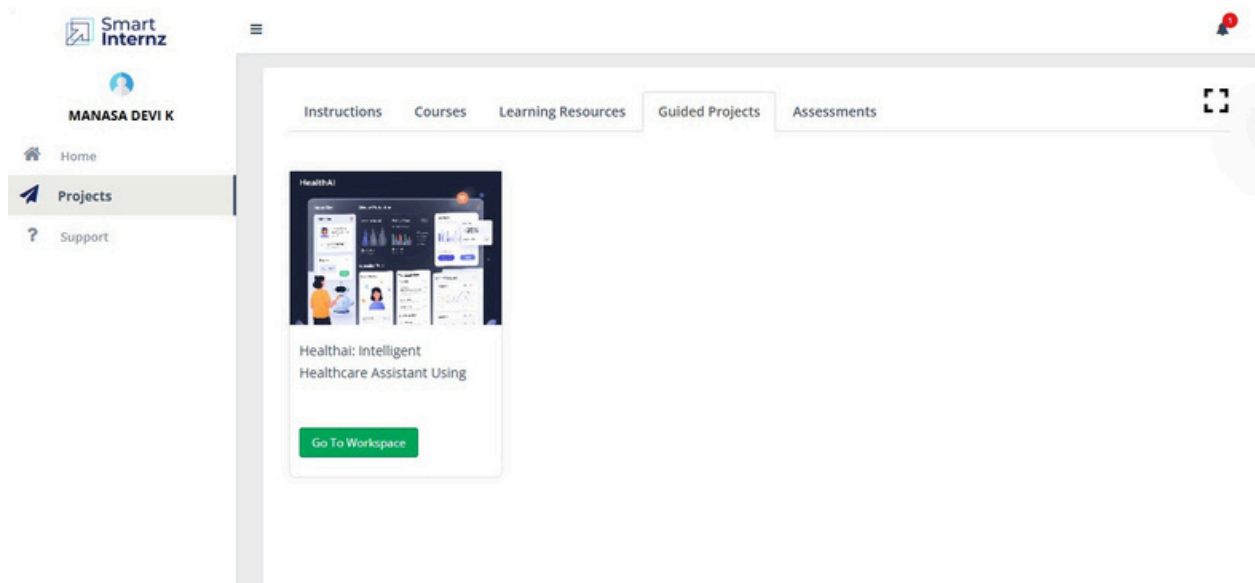 Smart
Internz
1
MANASA DEVI K
Home
Projects
? Support
Instructions Courses Learning Resources Guided Projects Assessments
HealthAI
Healthai: Intelligent
Healthcare Assistant Using
Go To Workspace